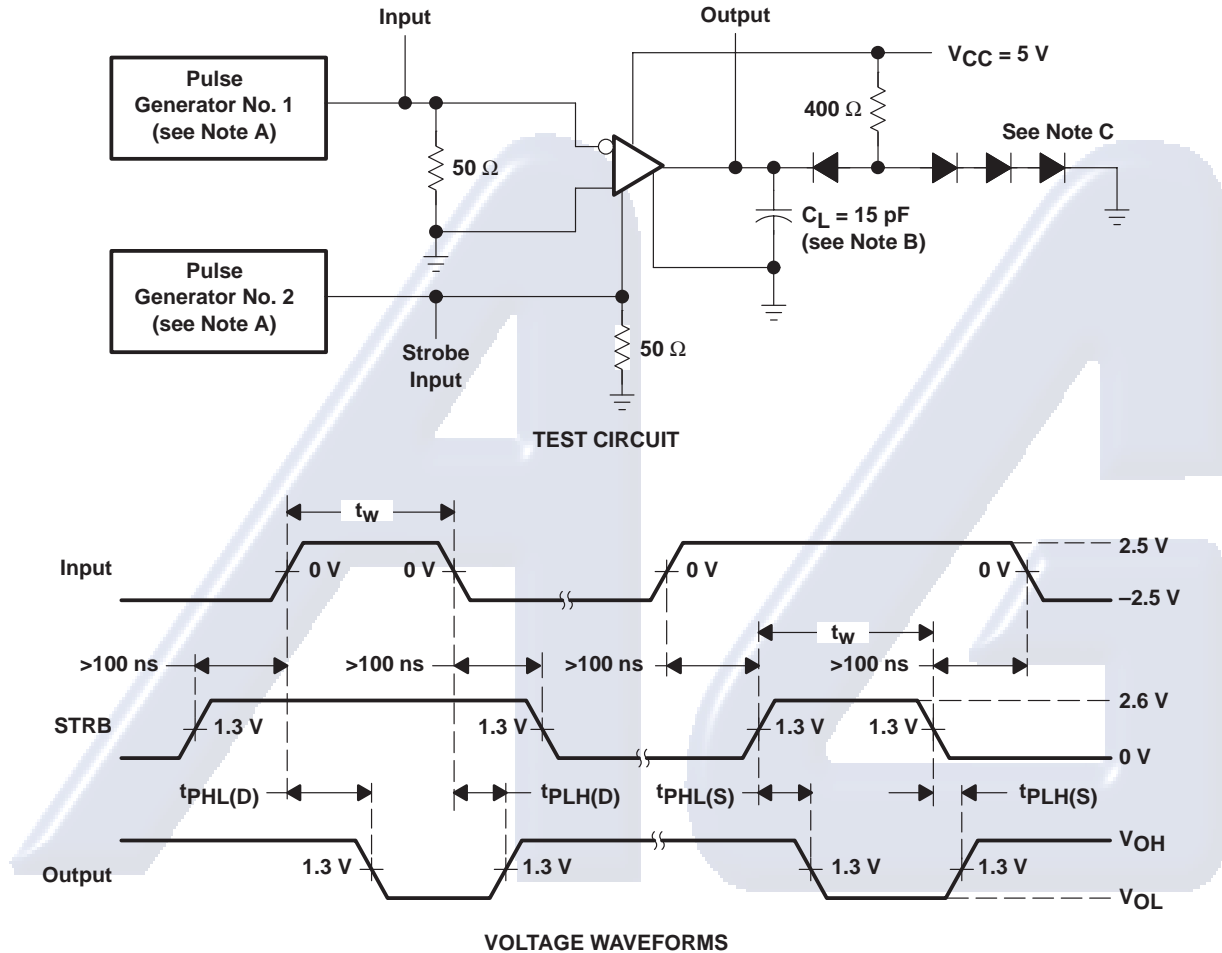 Input
Output
Pulse
Generator No. 1
(see Note A)
VCC = 5 V
400 Ω
See Note C
50 Ω
CL = 15 pF
(see Note B)
Pulse
Generator No. 2
(see Note A)
Strobe
Input
50 Ω
TEST CIRCUIT
tw
Input
0 V
0 V
0 V
0 V
2.5 V
–2.5 V
tw
>100 ns
>100 ns
>100 ns
>100 ns
STRB
1.3 V
1.3 V
1.3 V
1.3 V
2.6 V
0 V
tPHL(D)
tPLH(D)
tPHL(S)
tPLH(S)
Output
1.3 V
1.3 V
1.3 V
1.3 V
VOH
VOL
VOLTAGE WAVEFORMS